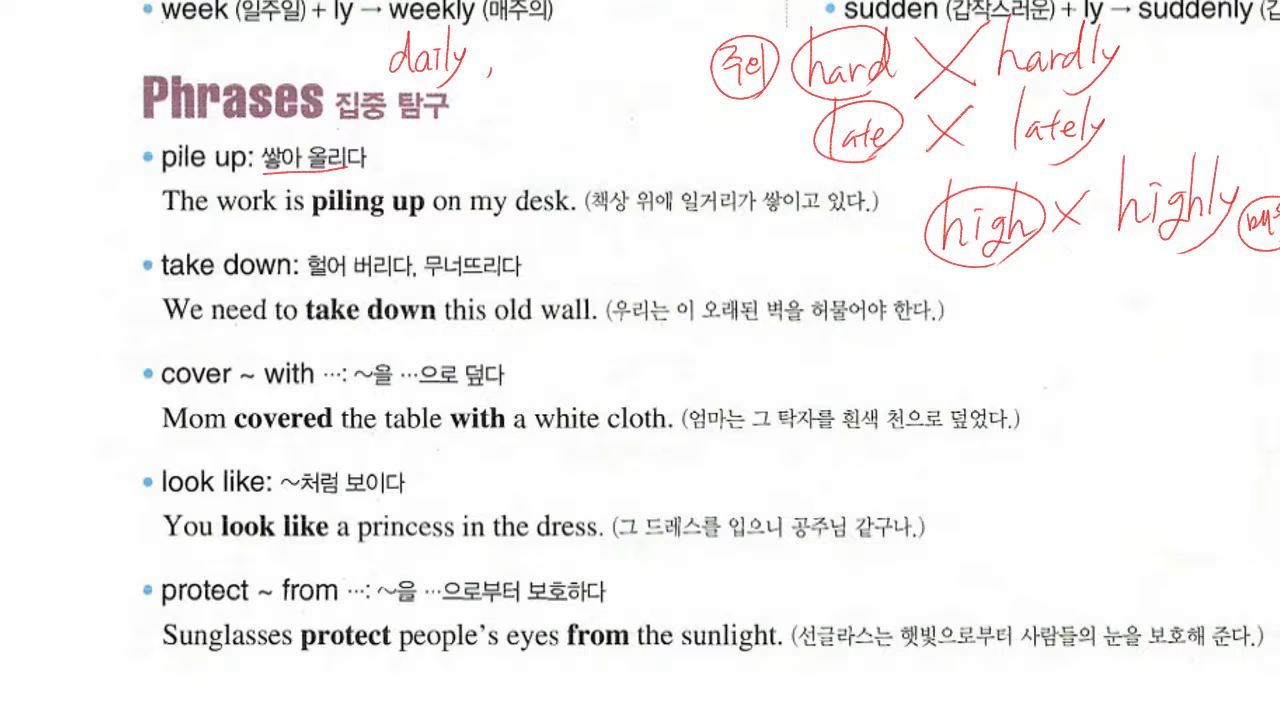 • week (일주일) + ly → weekly (매주의)
• sudden (갑작스러운) + ly → suddenly
daily,
주의 hard X hardly
late X lately
high X highly
Phrases 집중 탐구
• pile up: 쌓아 올리다
The work is piling up on my desk. (책상 위에 일거리가 쌓이고 있다.)
• take down: 헐어 버리다, 무너뜨리다
We need to take down this old wall. (우리는 이 오래된 벽을 허물어야 한다.)
• cover ~ with ···: ~을 ···으로 덮다
Mom covered the table with a white cloth. (엄마는 그 탁자를 흰색 천으로 덮었다.)
• look like: ~처럼 보이다
You look like a princess in the dress. (그 드레스를 입으니 공주님 같구나.)
• protect ~ from ···: ~을 ···으로부터 보호하다
Sunglasses protect people's eyes from the sunlight. (선글라스는 햇빛으로부터 사람들의 눈을 보호해 준다.)